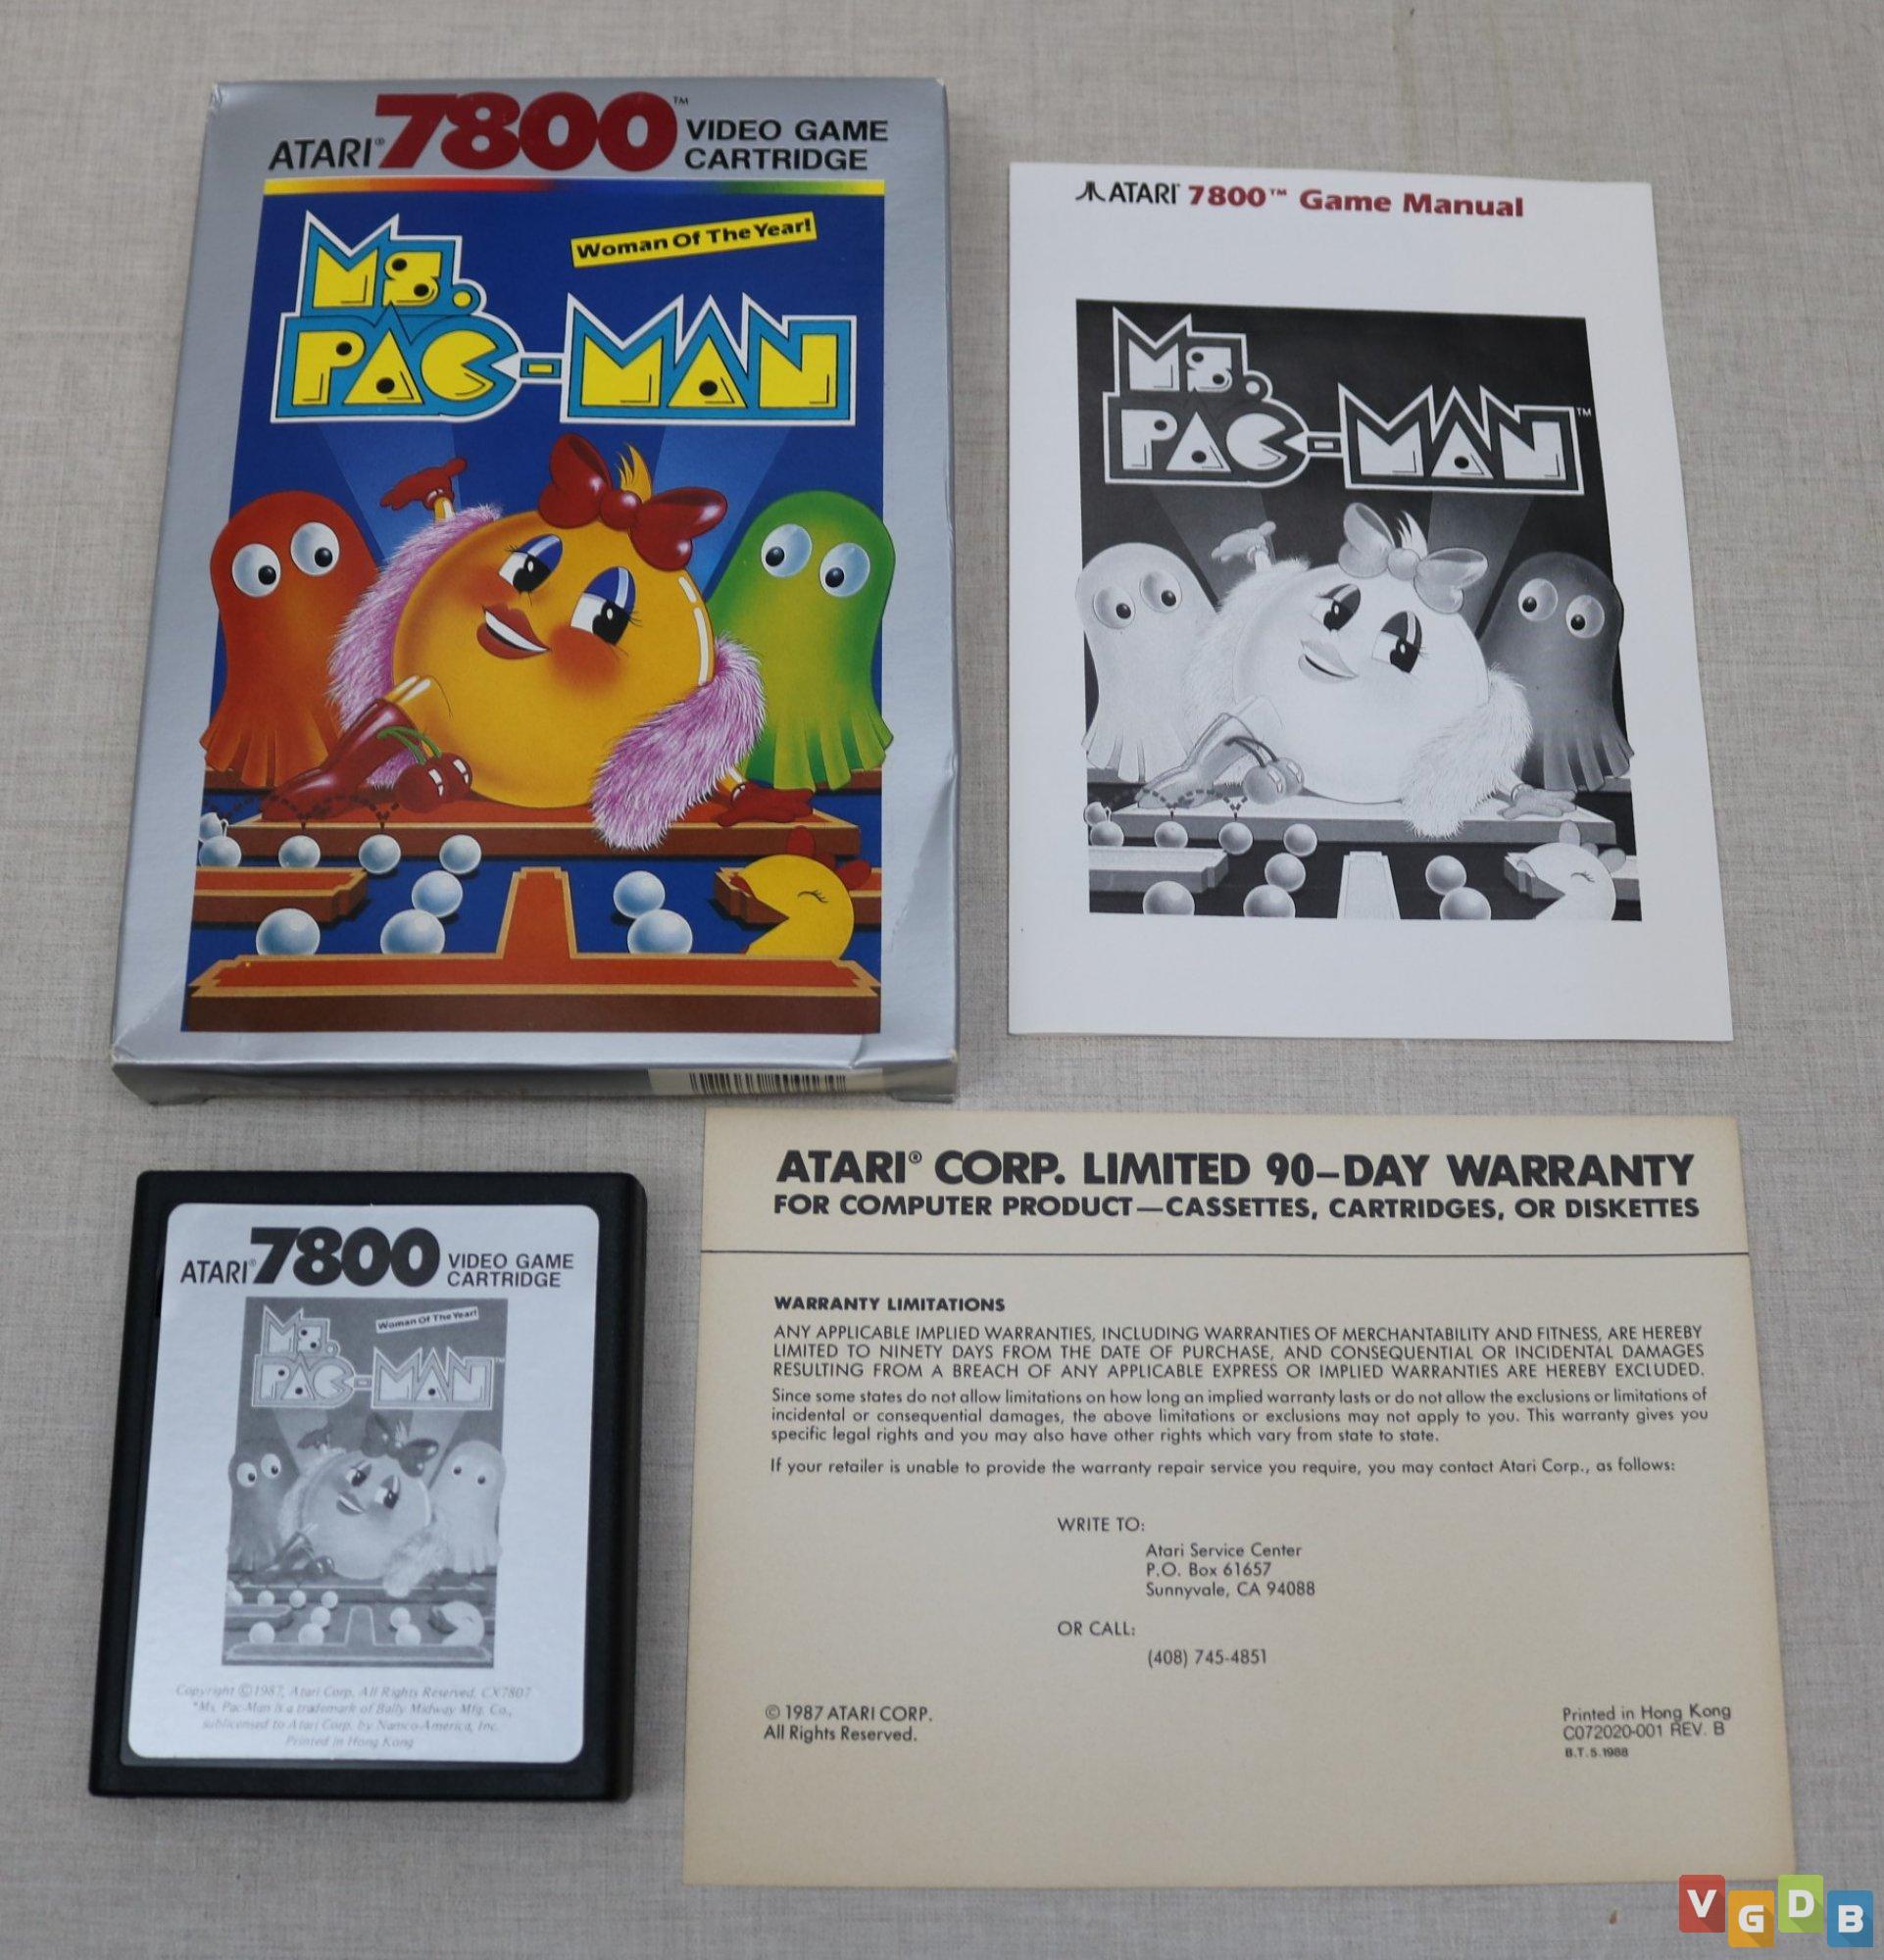 ATARI® 7800™ VIDEO GAME CARTRIDGE
Woman Of The Year!
Ms.
PAC-MAN
ATARI 7800™ Game Manual
Ms.
PAC-MAN™
ATARI® 7800 VIDEO GAME CARTRIDGE
Woman Of The Year!
Ms.
PAC-MAN™
Copyright ©1987, Atari Corp. All Rights Reserved. CX7807
*Ms. Pac-Man is a trademark of Bally Midway Mfg. Co.,
sublicensed to Atari Corp. by Namco-America, Inc.
Printed in Hong Kong
ATARI® CORP. LIMITED 90-DAY WARRANTY
FOR COMPUTER PRODUCT—CASSETTES, CARTRIDGES, OR DISKETTES
WARRANTY LIMITATIONS
ANY APPLICABLE IMPLIED WARRANTIES, INCLUDING WARRANTIES OF MERCHANTABILITY AND FITNESS, ARE HEREBY
LIMITED TO NINETY DAYS FROM THE DATE OF PURCHASE, AND CONSEQUENTIAL OR INCIDENTAL DAMAGES
RESULTING FROM A BREACH OF ANY APPLICABLE EXPRESS OR IMPLIED WARRANTIES ARE HEREBY EXCLUDED.
Since some states do not allow limitations on how long an implied warranty lasts or do not allow the exclusions or limitations of
incidental or consequential damages, the above limitations or exclusions may not apply to you. This warranty gives you
specific legal rights and you may also have other rights which vary from state to state.
If your retailer is unable to provide the warranty repair service you require, you may contact Atari Corp., as follows:
WRITE TO:
Atari Service Center
P.O. Box 61657
Sunnyvale, CA 94088
OR CALL:
(408) 745-4851
© 1987 ATARI CORP.
All Rights Reserved.
Printed in Hong Kong
C072020-001 REV. B
B.T.5.1988
VGDB